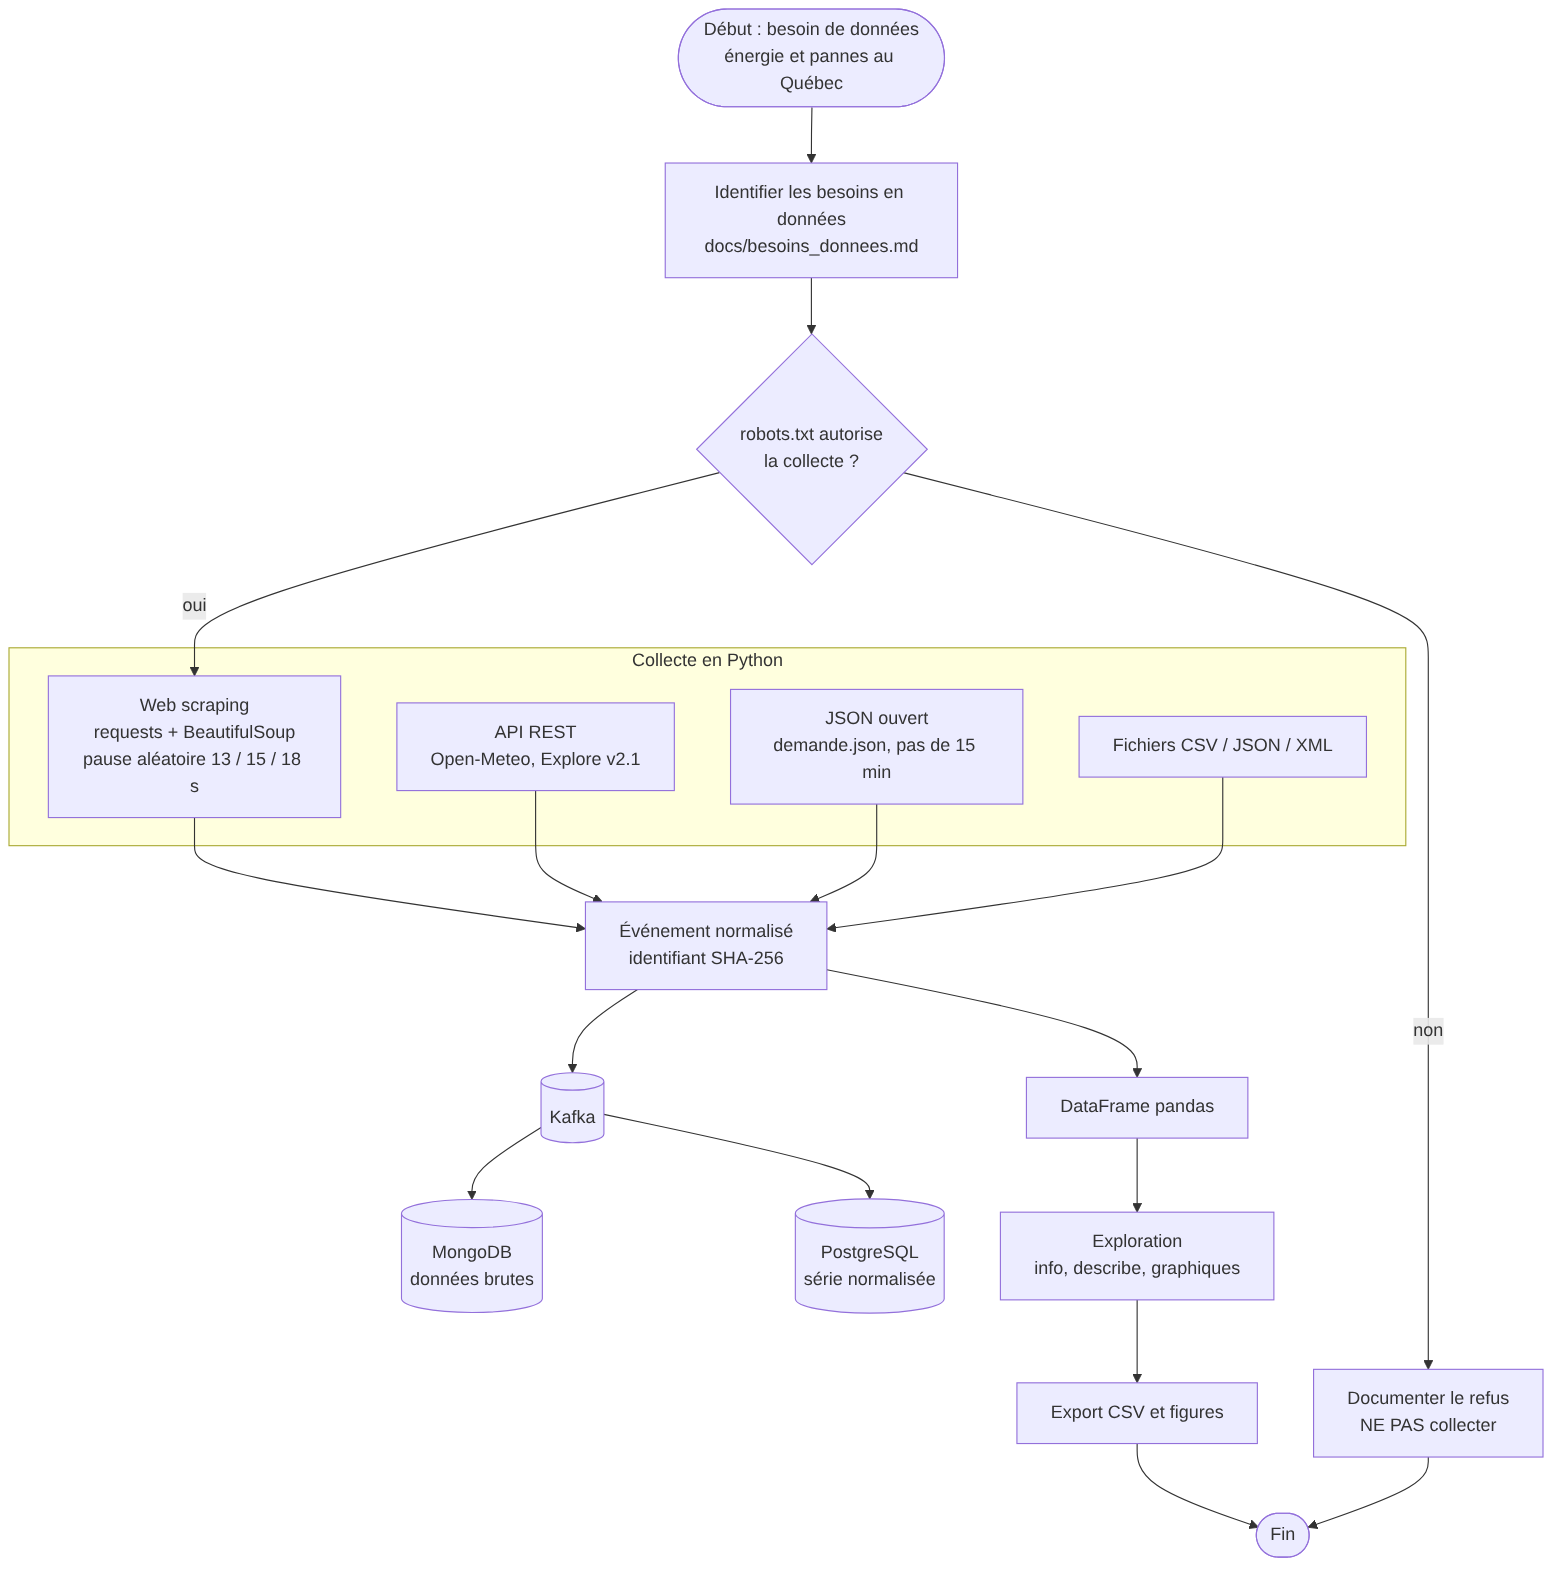 Début : besoin de données
énergie et pannes au
Québec
Identifier les besoins en
données
docs/besoins_donnees.md
robots.txt autorise
la collecte ?
oui
Collecte en Python
Web scraping
requests + BeautifulSoup
pause aléatoire 13 / 15 / 18
s
API REST
Open-Meteo, Explore v2.1
JSON ouvert
demande.json, pas de 15
min
Fichiers CSV / JSON / XML
Événement normalisé
identifiant SHA-256
non
Kafka
DataFrame pandas
MongoDB
données brutes
PostgreSQL
série normalisée
Exploration
info, describe, graphiques
Export CSV et figures
Documenter le refus
NE PAS collecter
Fin